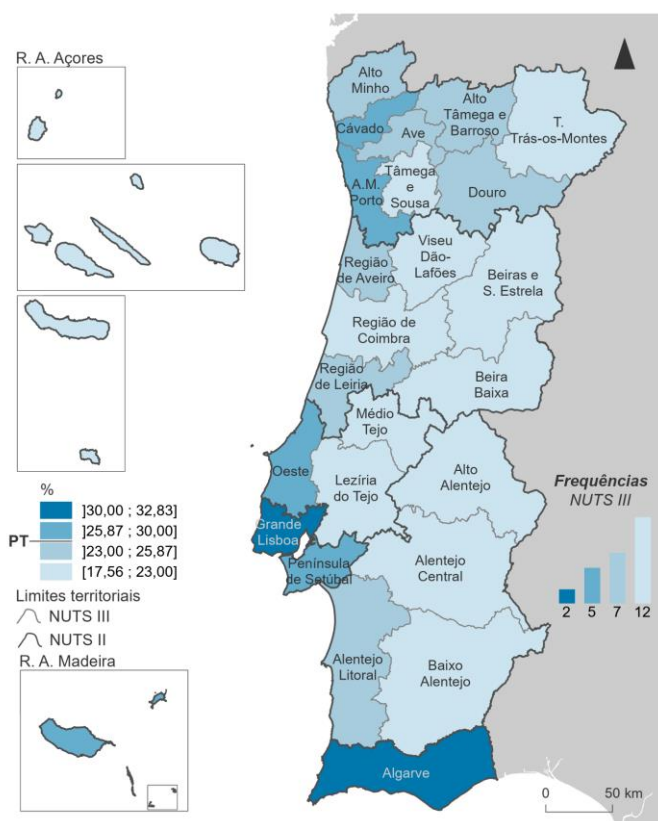 R. A. Açores
Alto
Minho
Cávado
Ave
Alto
Tâmega e
Barroso
T.
Trás-os-Montes
A.M.
Porto
Tâmega
e
Sousa
Douro
Região
de Aveiro
Viseu
Dão-
Lafões
Beiras e
S. Estrela
Região de
Coimbra
Região
de Leiria
Beira
Baixa
Médio
Tejo
Oeste
Lezíria
do Tejo
Alto
Alentejo
Grande
Lisboa
Península
de Setúbal
Alentejo
Central
Alentejo
Litoral
Baixo
Alentejo
Algarve
%
]30,00 ; 32,83]
]25,87 ; 30,00]
PT
]23,00 ; 25,87]
[17,56 ; 23,00]
Limites territoriais
NUTS III
NUTS II
R. A. Madeira
Frequências
NUTS III
2 5 7 12
0 50 km